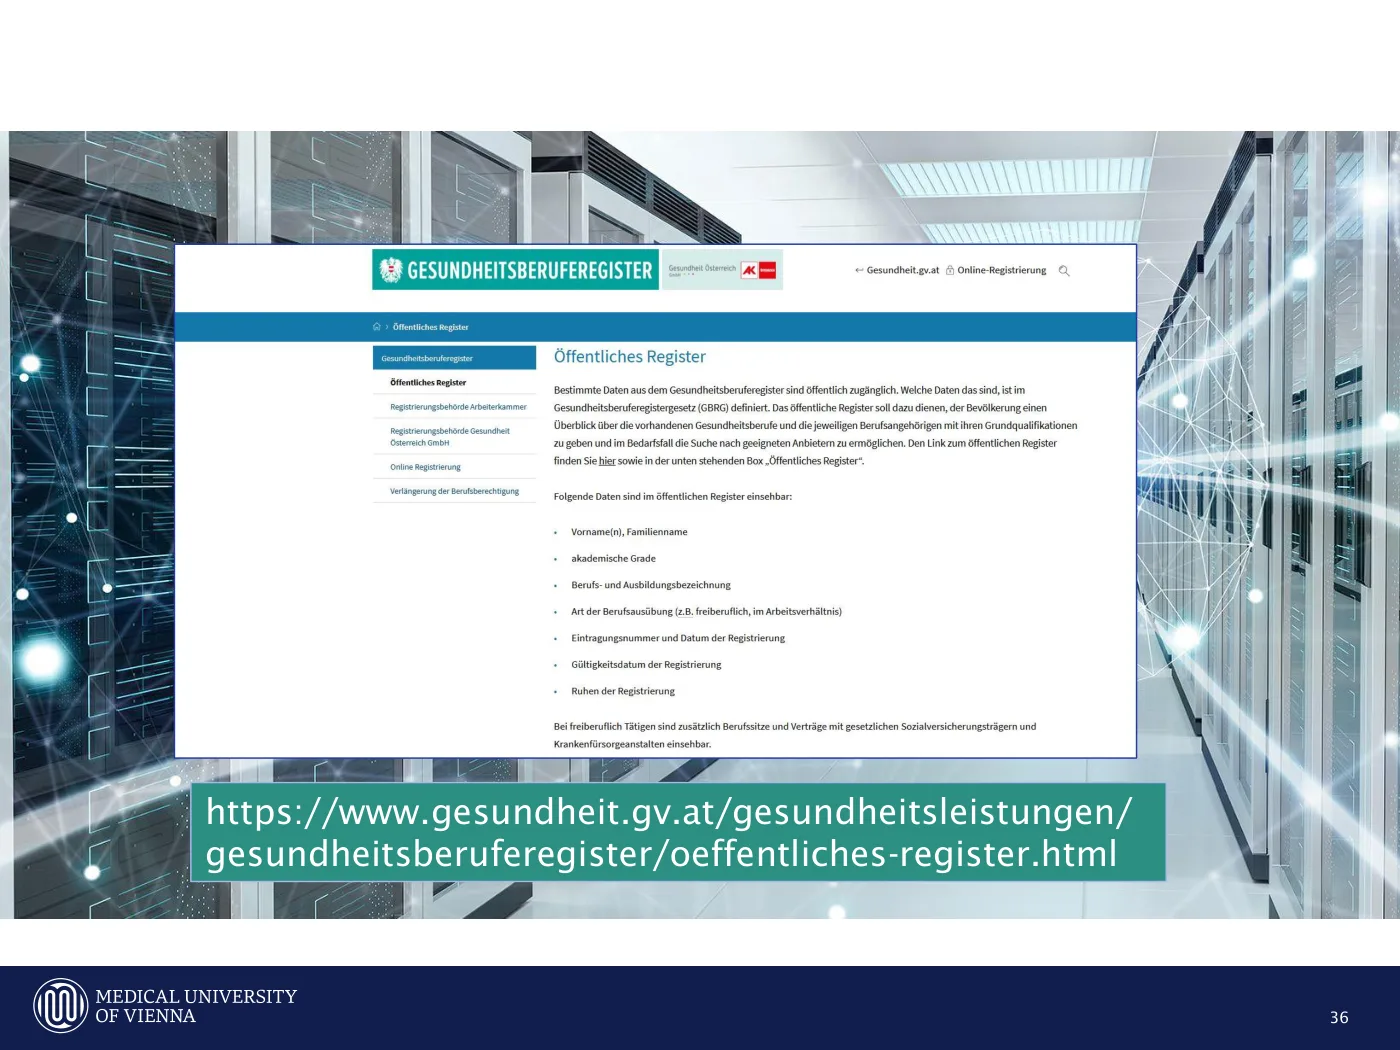 GESUNDHEITSBERUFEREGISTER
Gesundheit Österreich
AK
Gesundheit.gv.at Online-Registrierung
Öffentliches Register
Gesundheitsberuferegister
Öffentliches Register
Registrierungsbehörde Arbeiterkammer
Registrierungsbehörde Gesundheit
Österreich GmbH
Online Registrierung
Verlängerung der Berufsberechtigung
Öffentliches Register
Bestimmte Daten aus dem Gesundheitsberuferegister sind öffentlich zugänglich. Welche Daten das sind, ist im
Gesundheitsberuferegistergesetz (GBRG) definiert. Das öffentliche Register soll dazu dienen, der Bevölkerung einen
Überblick über die vorhandenen Gesundheitsberufe und die jeweiligen Berufsangehörigen mit ihren Grundqualifikationen
zu geben und im Bedarfsfall die Suche nach geeigneten Anbietern zu ermöglichen. Den Link zum öffentlichen Register
finden Sie hier sowie in der unten stehenden Box „Öffentliches Register“.
Folgende Daten sind im öffentlichen Register einsehbar:
• Vorname(n), Familienname
• akademische Grade
• Berufs- und Ausbildungsbezeichnung
• Art der Berufsausübung (z.B. freiberuflich, im Arbeitsverhältnis)
• Eintragungsnummer und Datum der Registrierung
• Gültigkeitsdatum der Registrierung
• Ruhen der Registrierung
Bei freiberuflich Tätigen sind zusätzlich Berufssitze und Verträge mit gesetzlichen Sozialversicherungsträgern und
Krankenfürsorgeanstalten einsehbar.
https://www.gesundheit.gv.at/gesundheitsleistungen/
gesundheitsberuferegister/oeffentliches-register.html
MEDICAL UNIVERSITY
OF VIENNA
36